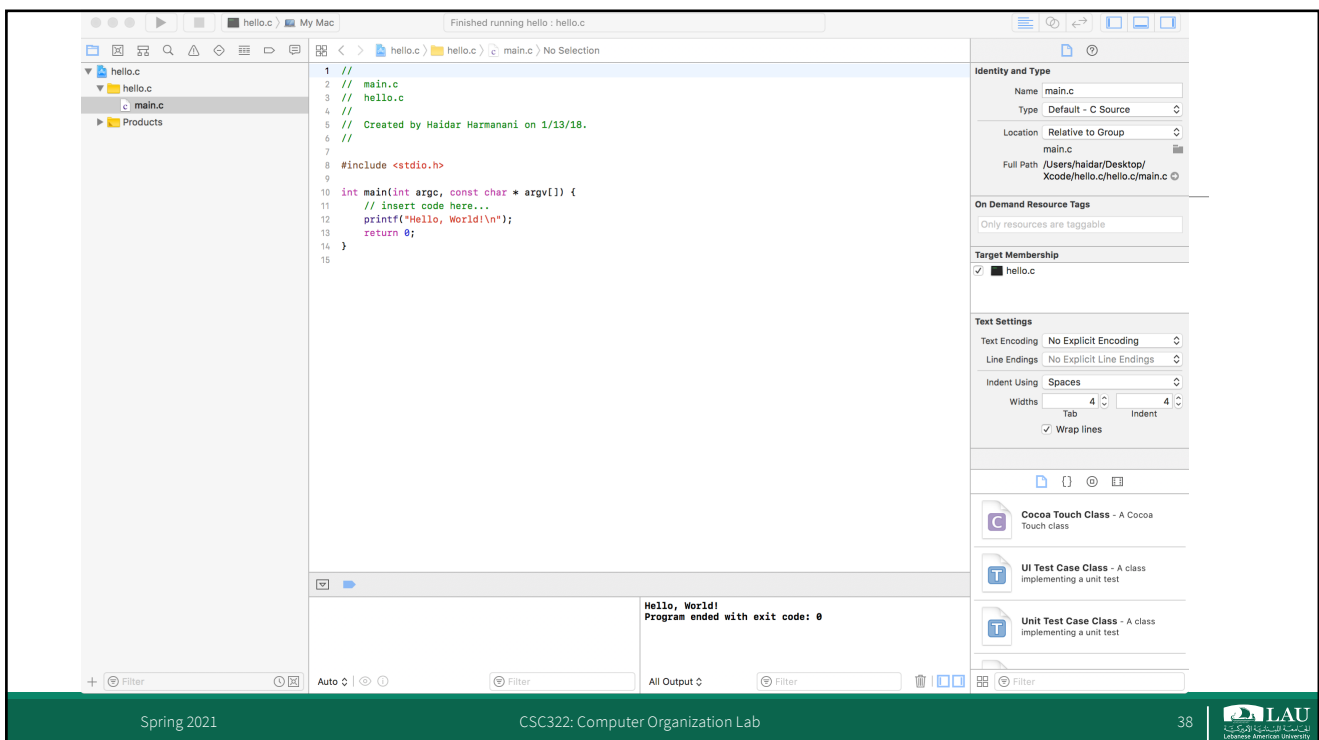 hello.c 〉 My Mac
Finished running hello : hello.c
hello.c 〉 hello.c 〉 main.c 〉 No Selection
hello.c
hello.c
main.c
Products
1 //
2 //  main.c
3 //  hello.c
4 //
5 //  Created by Haidar Harmanani on 1/13/18.
6 //
7
8 #include <stdio.h>
9
10 int main(int argc, const char * argv[]) {
11     // insert code here...
12     printf("Hello, World!\n");
13     return 0;
14 }
15
Hello, World!
Program ended with exit code: 0
Filter
Auto
Filter
All Output
Filter
Identity and Type
Name main.c
Type Default - C Source
Location Relative to Group
main.c
Full Path /Users/haidar/Desktop/
Xcode/hello.c/hello.c/main.c
On Demand Resource Tags
Only resources are taggable
Target Membership
hello.c
Text Settings
Text Encoding No Explicit Encoding
Line Endings No Explicit Line Endings
Indent Using Spaces
Widths 4 4
Tab Indent
Wrap lines
{}
C
Cocoa Touch Class - A Cocoa
Touch class
T
UI Test Case Class - A class
implementing a unit test
T
Unit Test Case Class - A class
implementing a unit test
Filter
Spring 2021
CSC322: Computer Organization Lab
38
LAU
Lebanese American University